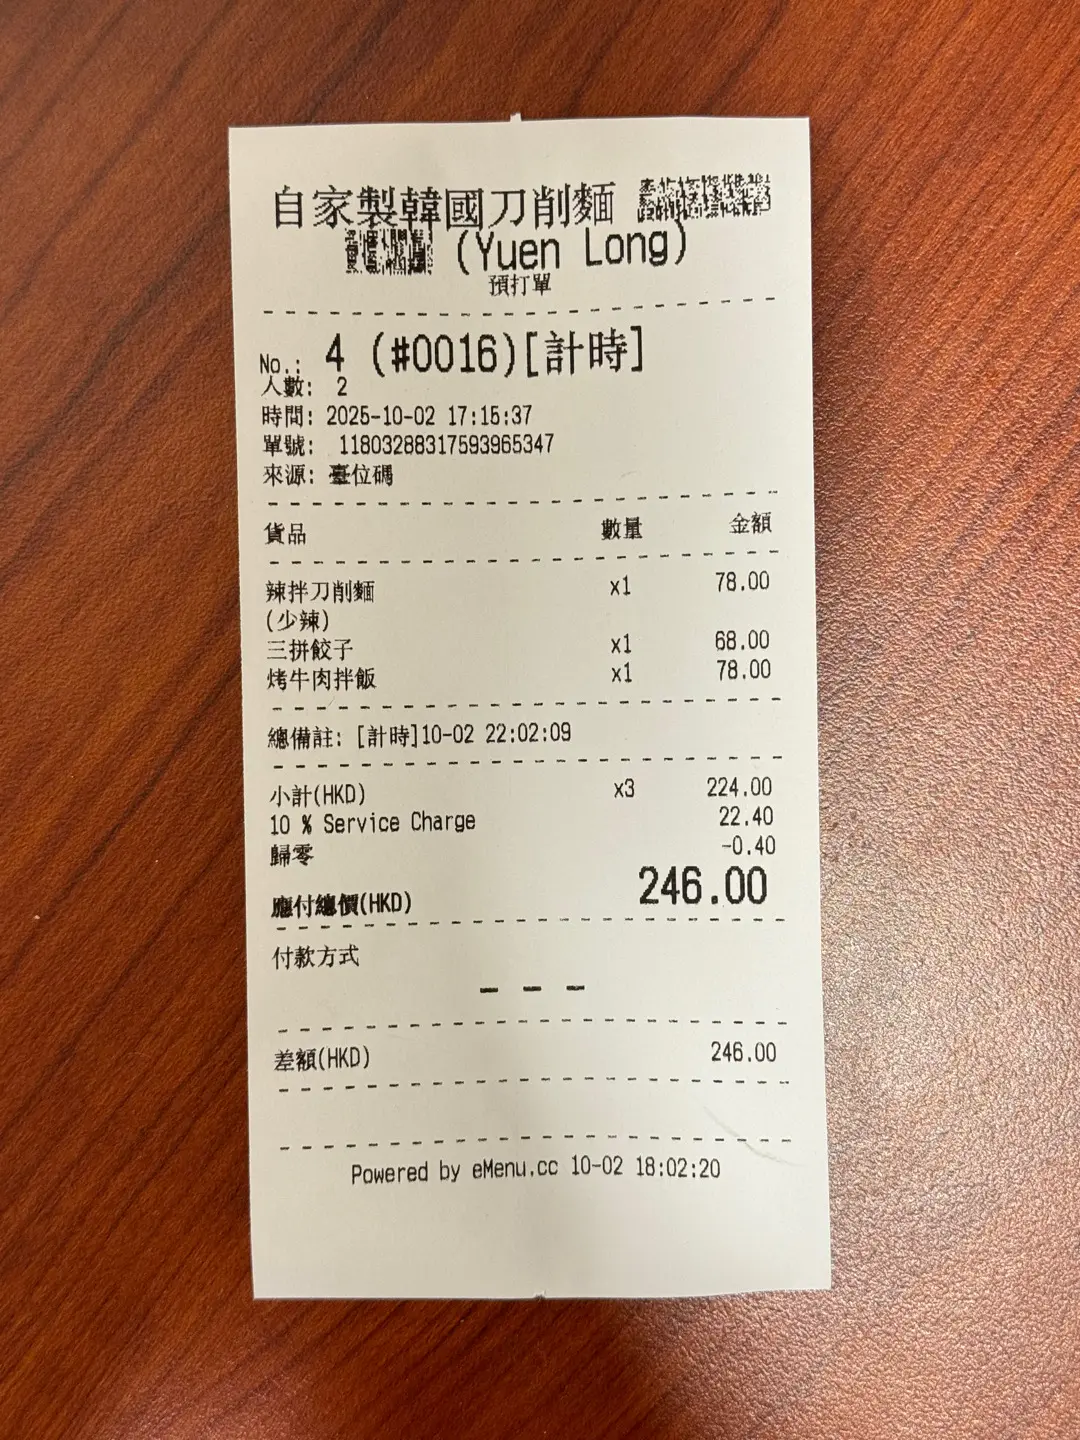 自家製韓國刀削麵
(Yuen Long)
預打單
No.: 4 (#0016)[計時]
人數: 2
時間: 2025-10-02 17:15:37
單號: 11803288317593965347
來源: 臺位碼
貨品 數量 金額
辣拌刀削麵 x1 78.00
(少辣)
三拼餃子 x1 68.00
烤牛肉拌飯 x1 78.00
總備註: [計時]10-02 22:02:09
小計(HKD) x3 224.00
10 % Service Charge 22.40
歸零 -0.40
應付總價(HKD) 246.00
付款方式
- - -
差額(HKD) 246.00
Powered by eMenu.cc 10-02 18:02:20